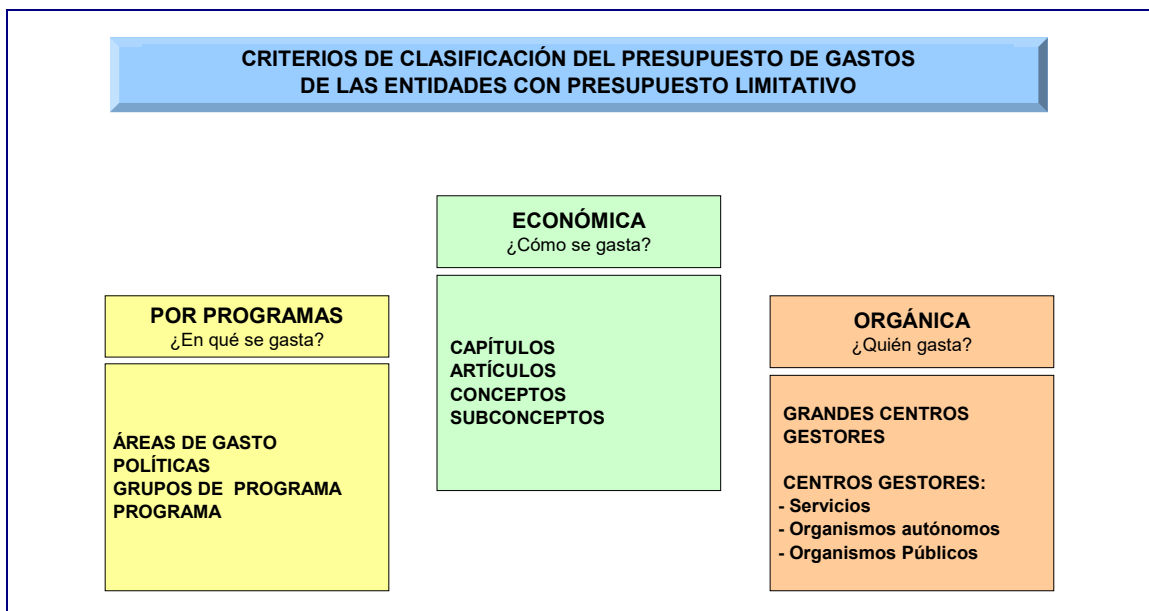 CRITERIOS DE CLASIFICACIÓN DEL PRESUPUESTO DE GASTOS
DE LAS ENTIDADES CON PRESUPUESTO LIMITATIVO
POR PROGRAMAS
¿En qué se gasta?
ÁREAS DE GASTO
POLÍTICAS
GRUPOS DE PROGRAMA
PROGRAMA
ECONÓMICA
¿Cómo se gasta?
CAPÍTULOS
ARTÍCULOS
CONCEPTOS
SUBCONCEPTOS
ORGÁNICA
¿Quién gasta?
GRANDES CENTROS
GESTORES
CENTROS GESTORES:
- Servicios
- Organismos autónomos
- Organismos Públicos